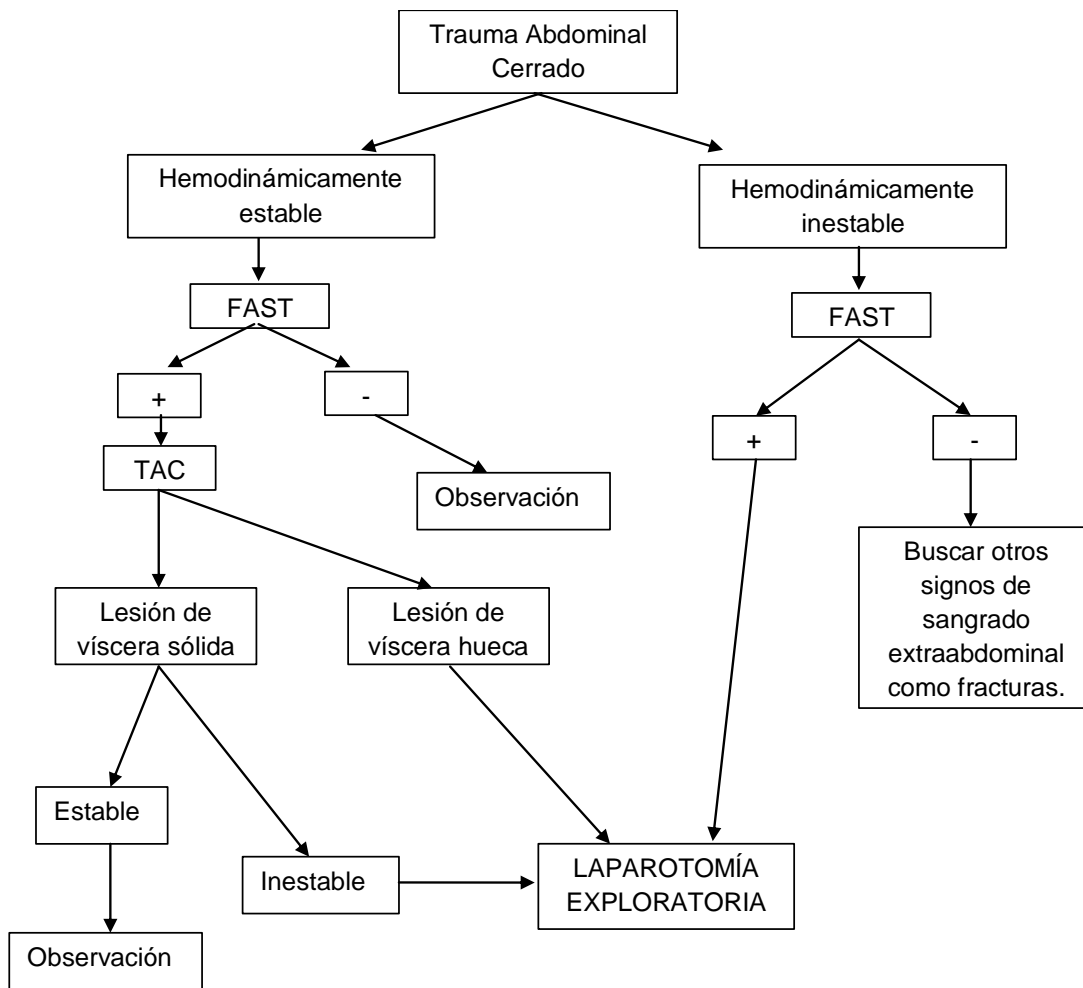 Trauma Abdominal
Cerrado
Hemodinámicamente
estable
Hemodinámicamente
inestable
FAST
FAST
+
-
+
-
TAC
Observación
Buscar otros
signos de
sangrado
extraabdominal
como fracturas.
Lesión de
víscera sólida
Lesión de
víscera hueca
Estable
Inestable
LAPAROTOMÍA
EXPLORATORIA
Observación